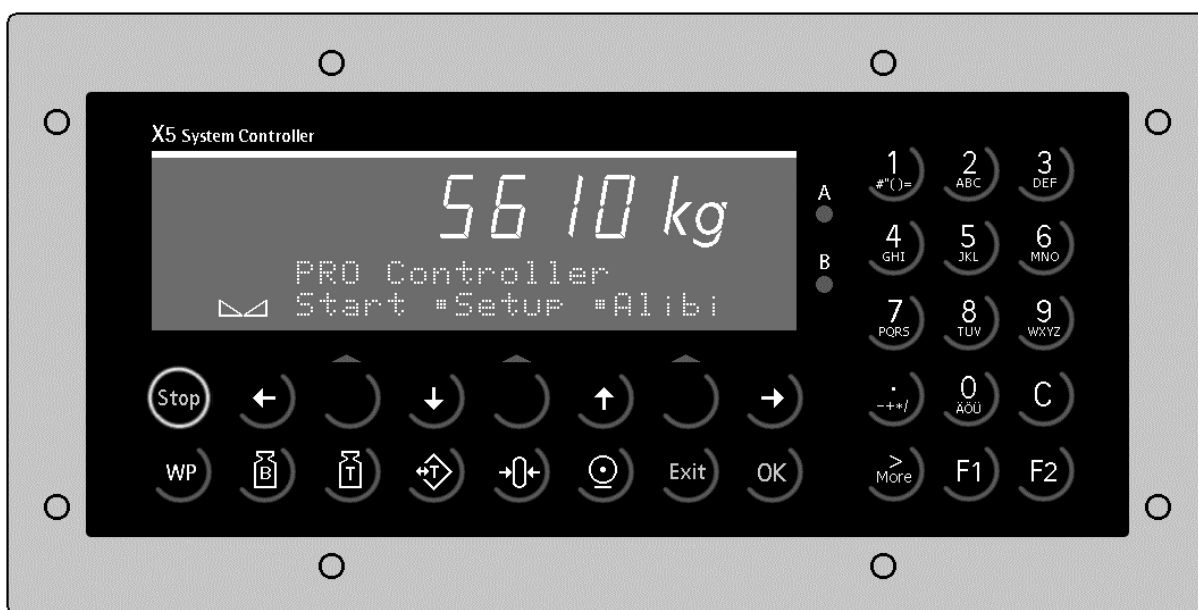 X5 System Controller
5610 kg
PRO Controller
Start ▪Setup ▪Alibi
A
B
1 #"()=
2 ABC
3 DEF
4 GHI
5 JKL
6 MNO
7 PQRS
8 TUV
9 WXYZ
. -+*/
0 ÄÖÜ
C
Stop
WP
B
T
T
0
Exit
OK
> More
F1
F2